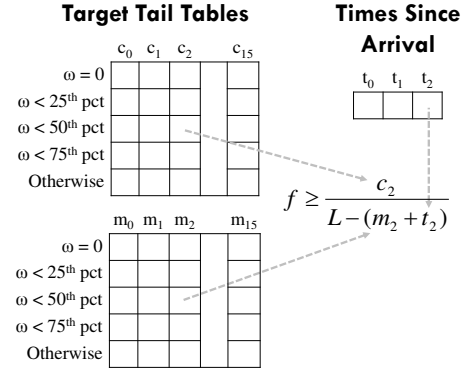 Target Tail Tables
Times Since
Arrival
c₀ c₁ c₂ c₁₅
ω = 0
ω < 25ᵗʰ pct
ω < 50ᵗʰ pct
ω < 75ᵗʰ pct
Otherwise
t₀ t₁ t₂
f ≥ c₂ / L − (m₂ + t₂)
m₀ m₁ m₂ m₁₅
ω = 0
ω < 25ᵗʰ pct
ω < 50ᵗʰ pct
ω < 75ᵗʰ pct
Otherwise